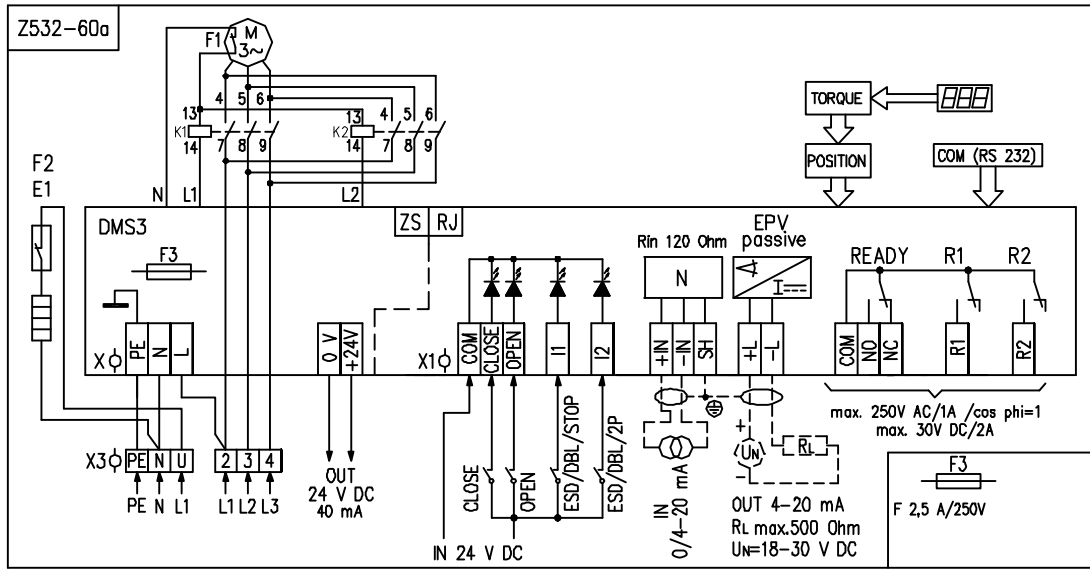 Z532-60a
F1
M
3~
4 5 6
13
K1
14
7 8 9
4 5 6
13
K2
14
7 8 9
TORQUE
POSITION
COM (RS 232)
F2
E1
N L1 L2
DMS3
F3
ZS RJ
Rin 120 Ohm
N
EPV
passive
READY R1 R2
X
PE N L
0 V
+24V
X1
COM
CLOSE
OPEN
I1
I2
+IN
-IN
SH
+L
-L
COM
NO
NC
R1
R2
max. 250V AC/1A /cos phi=1
max. 30V DC/2A
X3
PE N U 2 3 4
PE N L1 L1 L2 L3
OUT
24 V DC
40 mA
CLOSE
OPEN
ESD/DBL/STOP
ESD/DBL/2P
IN 24 V DC
IN
0/4-20 mA
+
UN
-
RL
OUT 4-20 mA
RL max.500 Ohm
UN=18-30 V DC
F3
F 2,5 A/250V